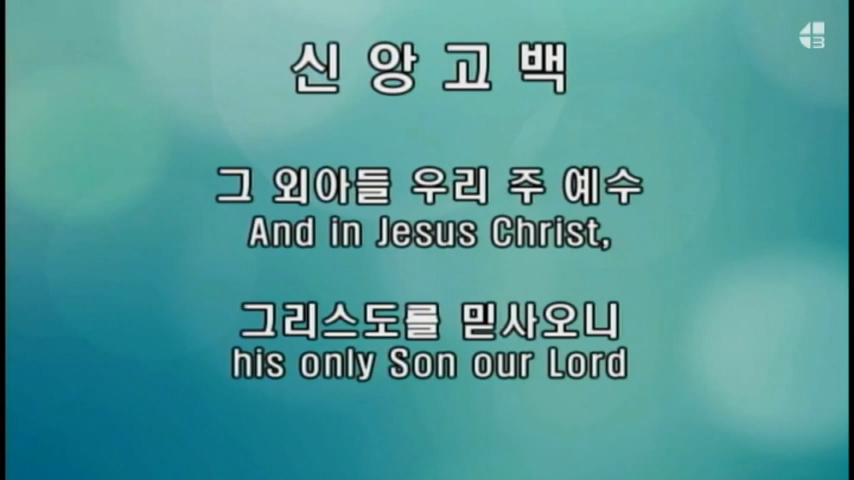 신앙고백
그 외아들 우리 주 예수
And in Jesus Christ,
그리스도를 믿사오니
his only Son our Lord
3